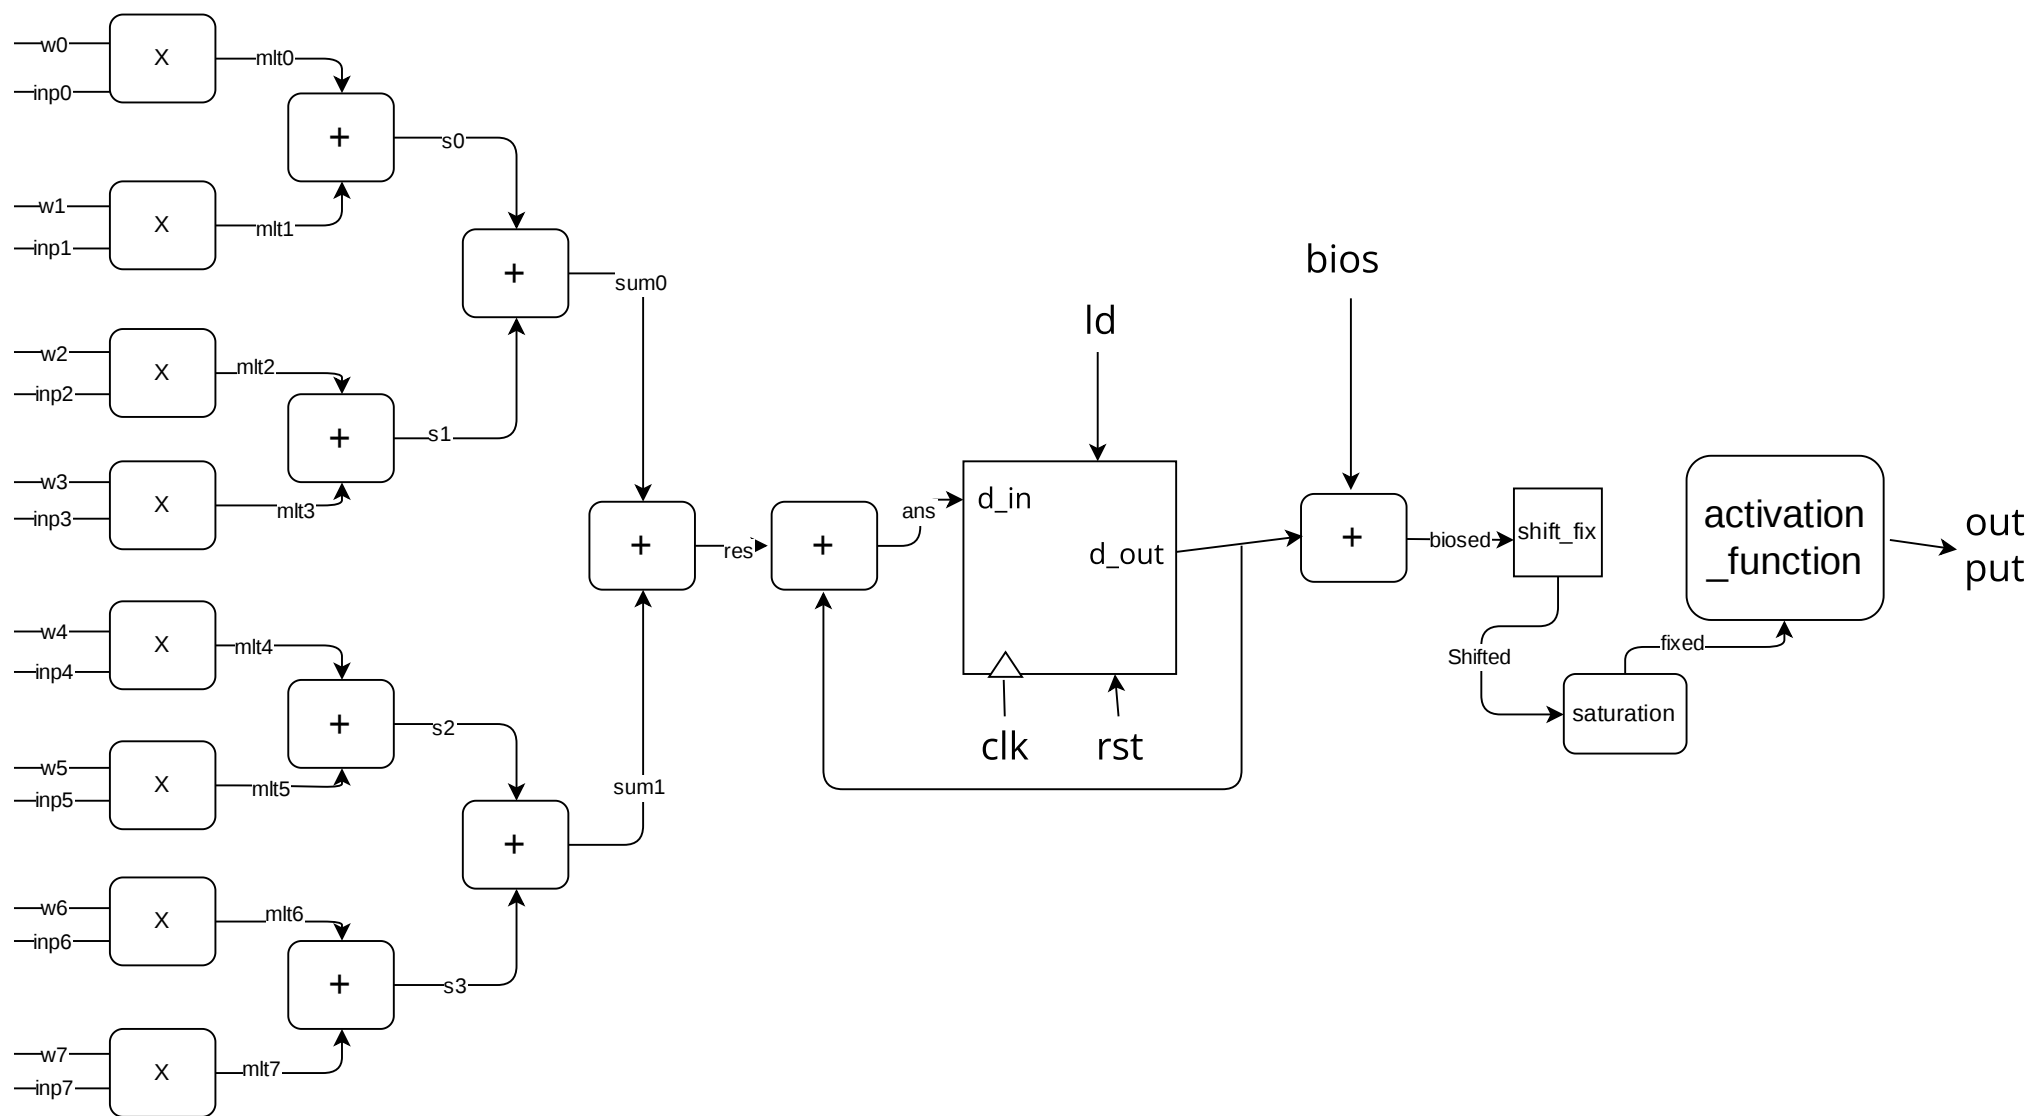 w0
inp0
X
mlt0
+
s0
w1
inp1
X
mlt1
+
sum0
w2
inp2
X
mlt2
+
s1
w3
inp3
X
mlt3
+
res
+
ans
ld
d_in
d_out
clk
rst
bios
+
biosed
shift_fix
Shifted
saturation
fixed
activation
_function
out
put
w4
inp4
X
mlt4
+
s2
w5
inp5
X
mlt5
sum1
+
w6
inp6
X
mlt6
+
s3
w7
inp7
X
mlt7